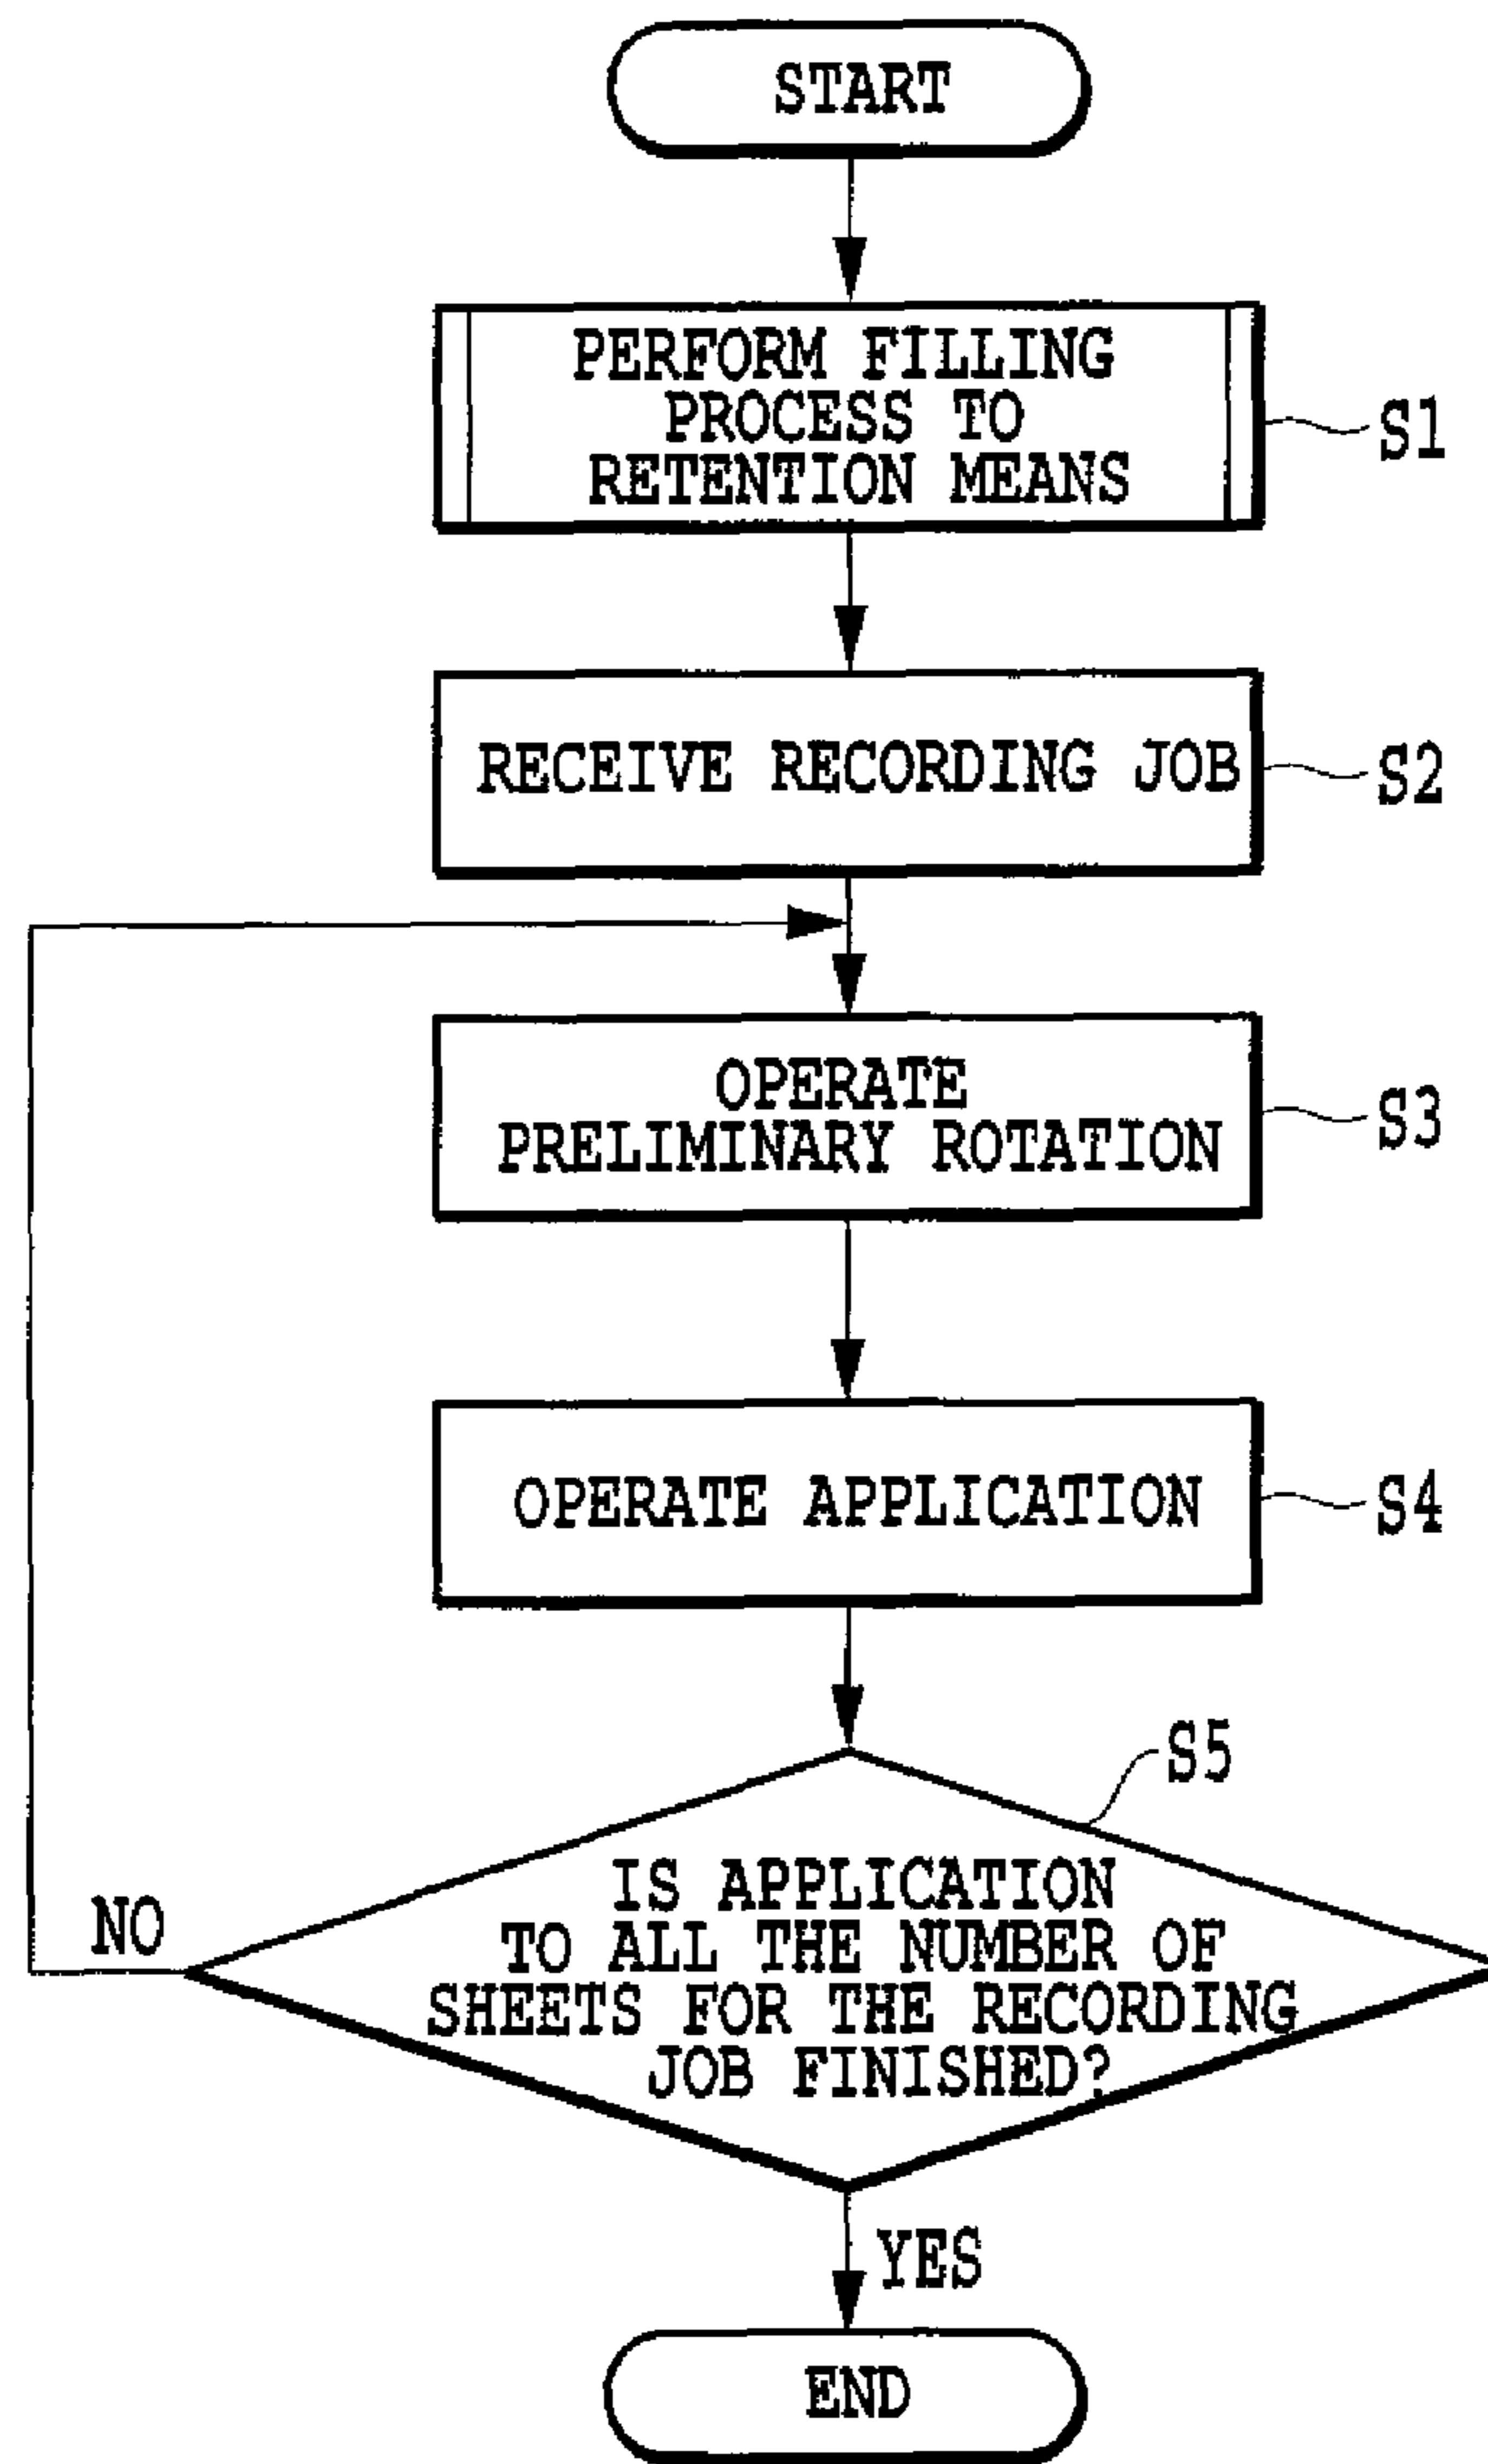 START
PERFORM FILLING
PROCESS TO
RETENTION MEANS
S1
RECEIVE RECORDING JOB
S2
OPERATE
PRELIMINARY ROTATION
S3
OPERATE APPLICATION
S4
S5
IS APPLICATION
TO ALL THE NUMBER OF
SHEETS FOR THE RECORDING
JOB FINISHED?
NO
YES
END